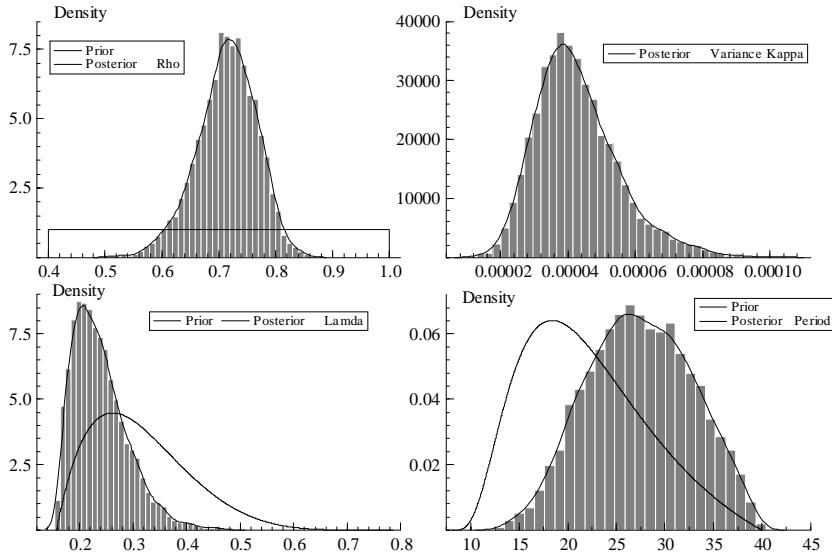 Density
7.5
5.0
2.5
Prior
Posterior Rho
0.4 0.5 0.6 0.7 0.8 0.9 1.0
Density
40000
30000
20000
10000
Posterior Variance Kappa
0.00002 0.00004 0.00006 0.00008 0.00010
Density
7.5
5.0
2.5
Prior Posterior Lamda
0.2 0.3 0.4 0.5 0.6 0.7 0.8
Density
0.06
0.04
0.02
Prior
Posterior Period
10 15 20 25 30 35 40 45